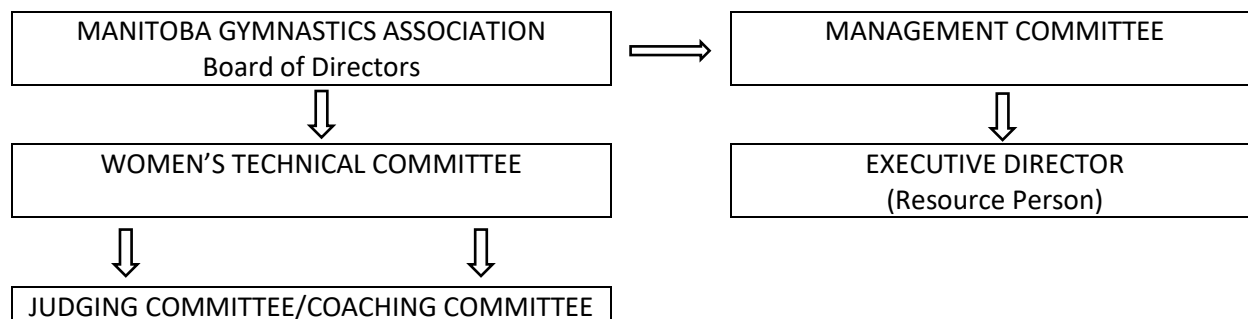 MANITOBA GYMNASTICS ASSOCIATION
Board of Directors
MANAGEMENT COMMITTEE
WOMEN’S TECHNICAL COMMITTEE
EXECUTIVE DIRECTOR
(Resource Person)
JUDGING COMMITTEE/COACHING COMMITTEE